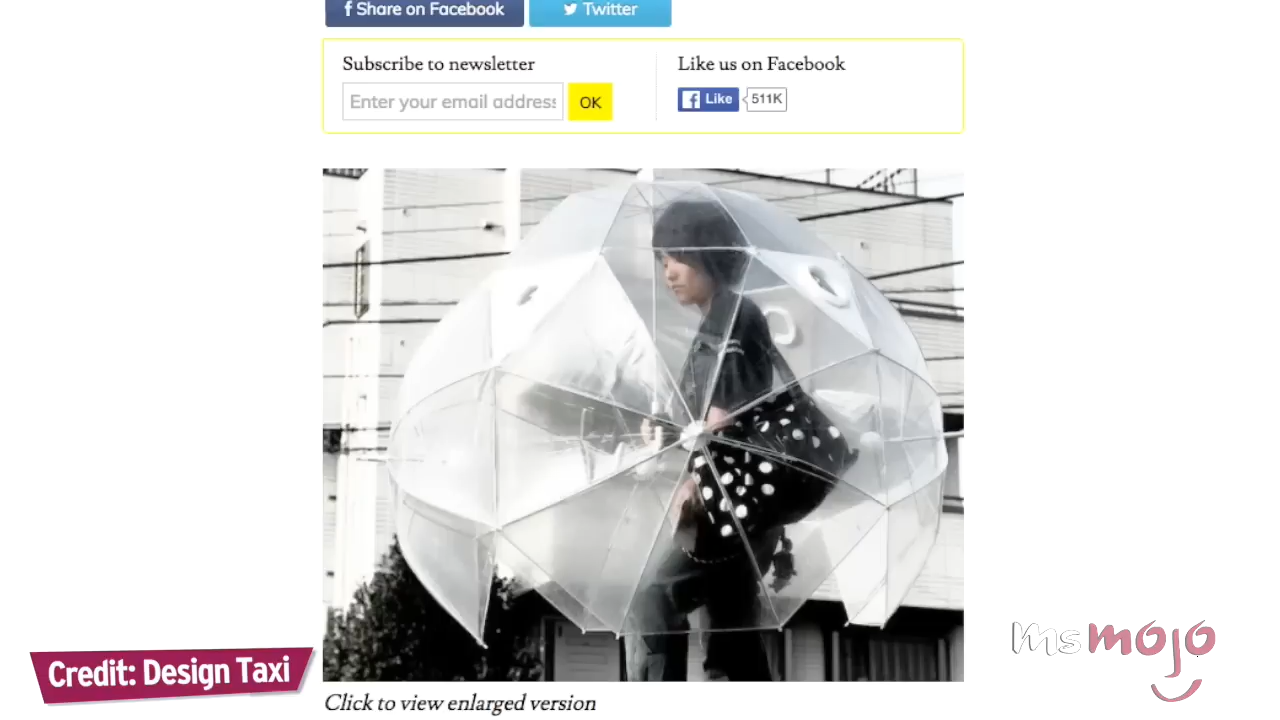 Share on Facebook
Twitter
Subscribe to newsletter
Like us on Facebook
Enter your email address
OK
Like
511K
Credit: Design Taxi
msmojo
Click to view enlarged version